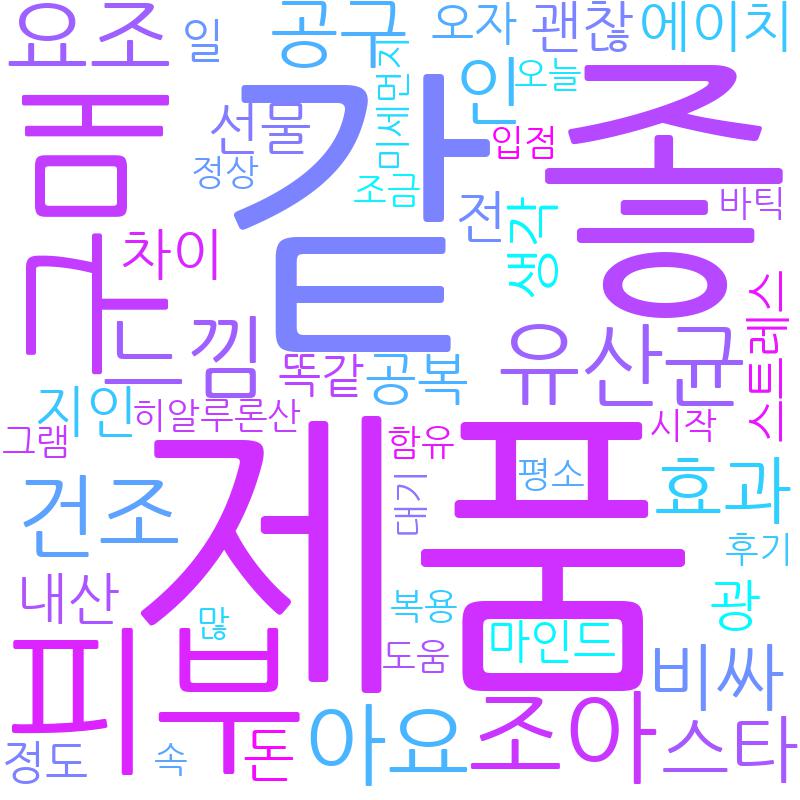 요조
일
공구
오자
괜찮
에이치
구매
선물
정상
같
미세먼지
조금
인
오늘
입점
좋
바틱
전
생각
차이
느낌
똑같
공복
유산균
스트레스
지인
히알루론산
그램
함유
시작
건조
제품
대기
평소
효과
후기
내산
많
복용
도움
마인드
광
피부
비싸
정도
속
돈
아요
조아
스타